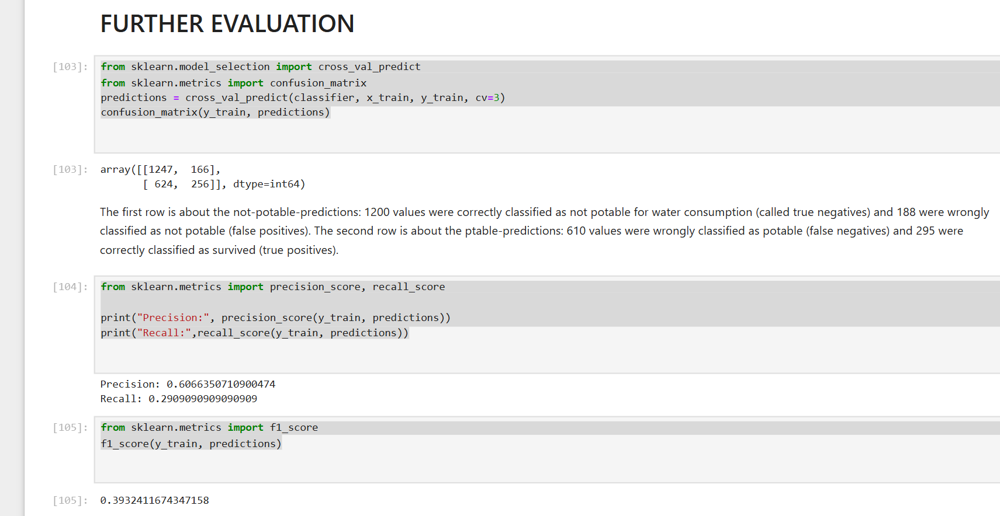 FURTHER EVALUATION
[103]: from sklearn.model_selection import cross_val_predict
from sklearn.metrics import confusion_matrix
predictions = cross_val_predict(classifier, x_train, y_train, cv=3)
confusion_matrix(y_train, predictions)
[103]: array([[1247,  166],
       [ 624,  256]], dtype=int64)
The first row is about the not-potable-predictions: 1200 values were correctly classified as not potable for water consumption (called true negatives) and 188 were wrongly
classified as not potable (false positives). The second row is about the ptable-predictions: 610 values were wrongly classified as potable (false negatives) and 295 were
correctly classified as survived (true positives).
[104]: from sklearn.metrics import precision_score, recall_score
print("Precision:", precision_score(y_train, predictions))
print("Recall:",recall_score(y_train, predictions))
Precision: 0.6066350710900474
Recall: 0.2909090909090909
[105]: from sklearn.metrics import f1_score
f1_score(y_train, predictions)
[105]: 0.3932411674347158